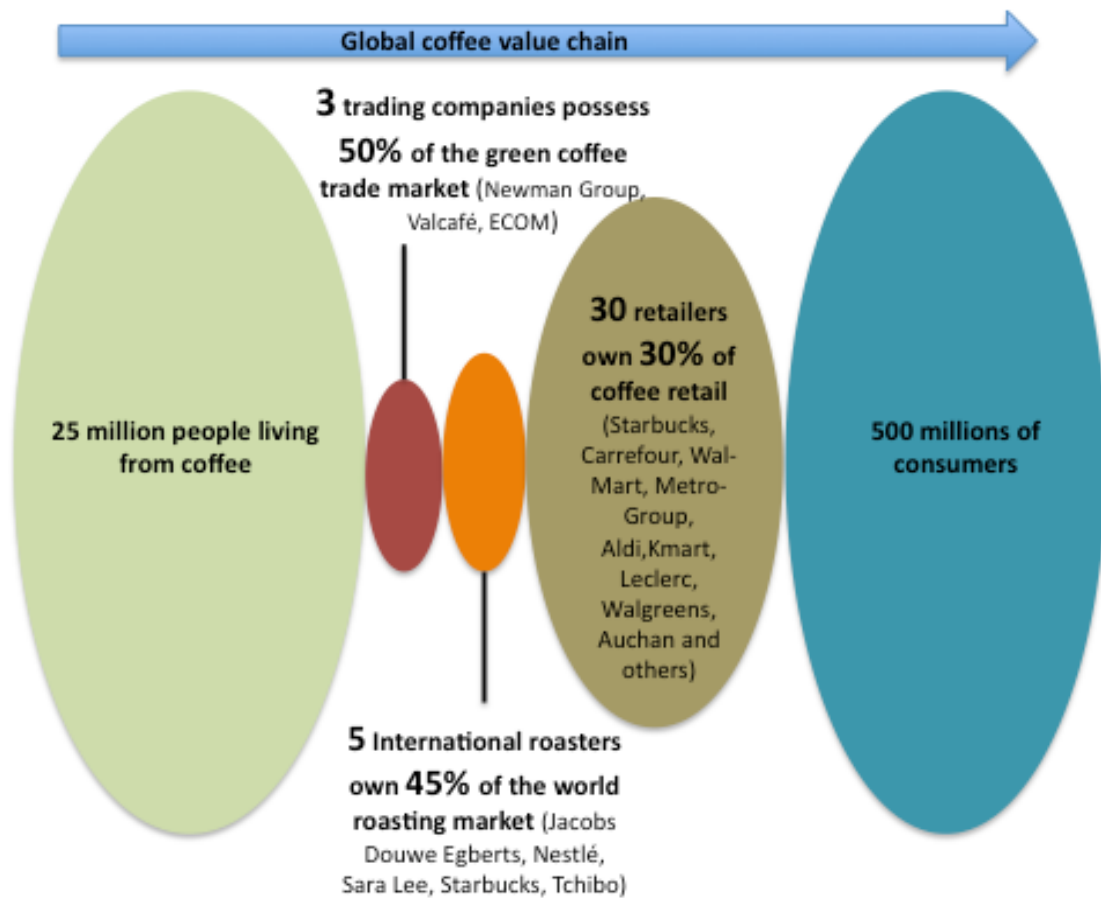 Global coffee value chain
3 trading companies possess
50% of the green coffee
trade market (Newman Group,
Valcafé, ECOM)
25 million people living
from coffee
30 retailers
own 30% of
coffee retail
(Starbucks,
Carrefour, Wal-
Mart, Metro-
Group,
Aldi,Kmart,
Leclerc,
Walgreens,
Auchan and
others)
500 millions of
consumers
5 International roasters
own 45% of the world
roasting market (Jacobs
Douwe Egberts, Nestlé,
Sara Lee, Starbucks, Tchibo)